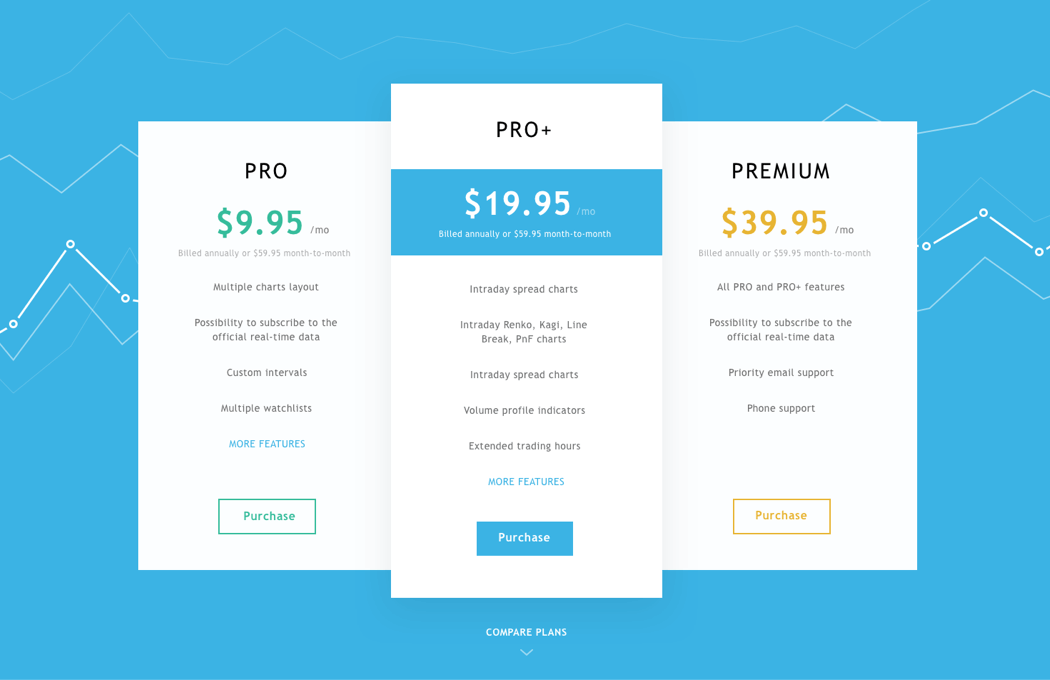 PRO
$9.95 /mo
Billed annually or $59.95 month-to-month
Multiple charts layout
Possibility to subscribe to the
official real-time data
Custom intervals
Multiple watchlists
MORE FEATURES
Purchase
PRO+
$19.95 /mo
Billed annually or $59.95 month-to-month
Intraday spread charts
Intraday Renko, Kagi, Line
Break, PnF charts
Intraday spread charts
Volume profile indicators
Extended trading hours
MORE FEATURES
Purchase
PREMIUM
$39.95 /mo
Billed annually or $59.95 month-to-month
All PRO and PRO+ features
Possibility to subscribe to the
official real-time data
Priority email support
Phone support
Purchase
COMPARE PLANS